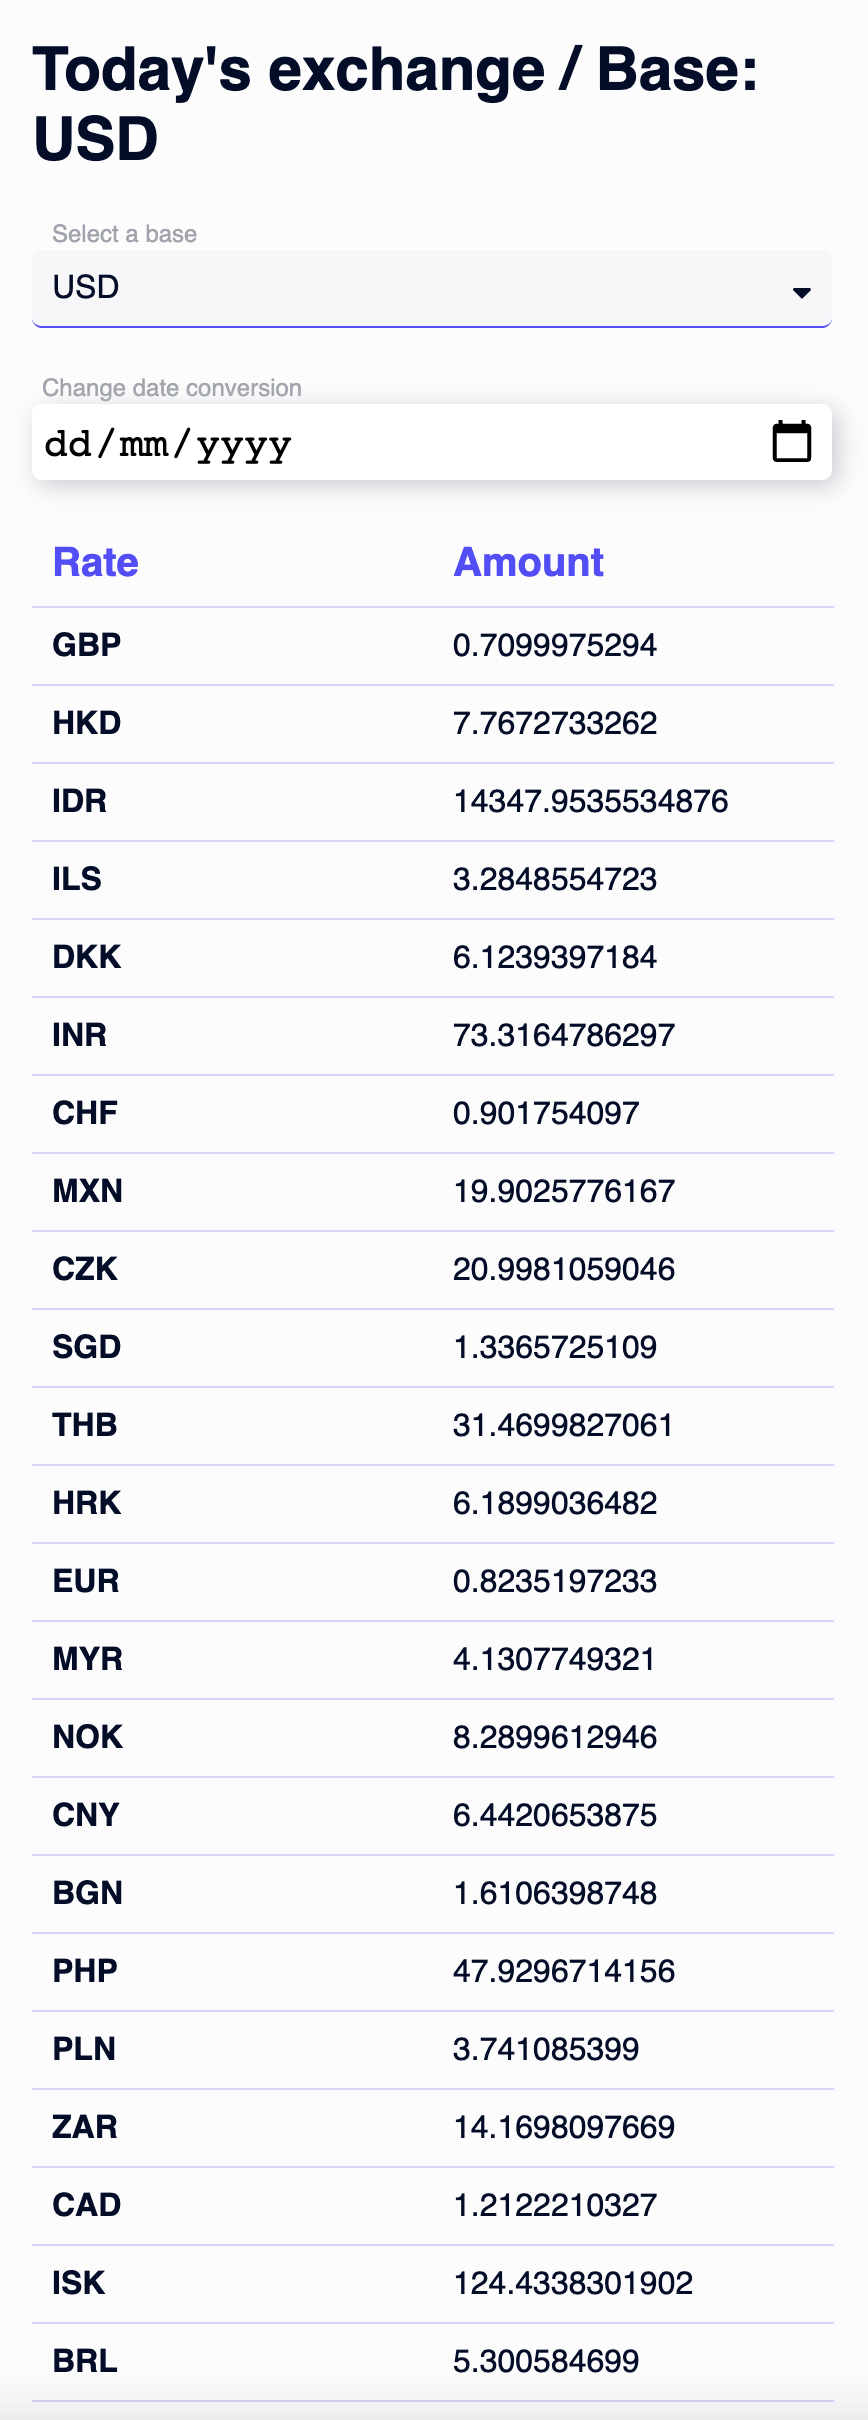 Today's exchange / Base:
USD
Select a base
USD
Change date conversion
dd/mm/yyyy
Rate Amount
GBP 0.7099975294
HKD 7.7672733262
IDR 14347.9535534876
ILS 3.2848554723
DKK 6.1239397184
INR 73.3164786297
CHF 0.901754097
MXN 19.9025776167
CZK 20.9981059046
SGD 1.3365725109
THB 31.4699827061
HRK 6.1899036482
EUR 0.8235197233
MYR 4.1307749321
NOK 8.2899612946
CNY 6.4420653875
BGN 1.6106398748
PHP 47.9296714156
PLN 3.741085399
ZAR 14.1698097669
CAD 1.2122210327
ISK 124.4338301902
BRL 5.300584699